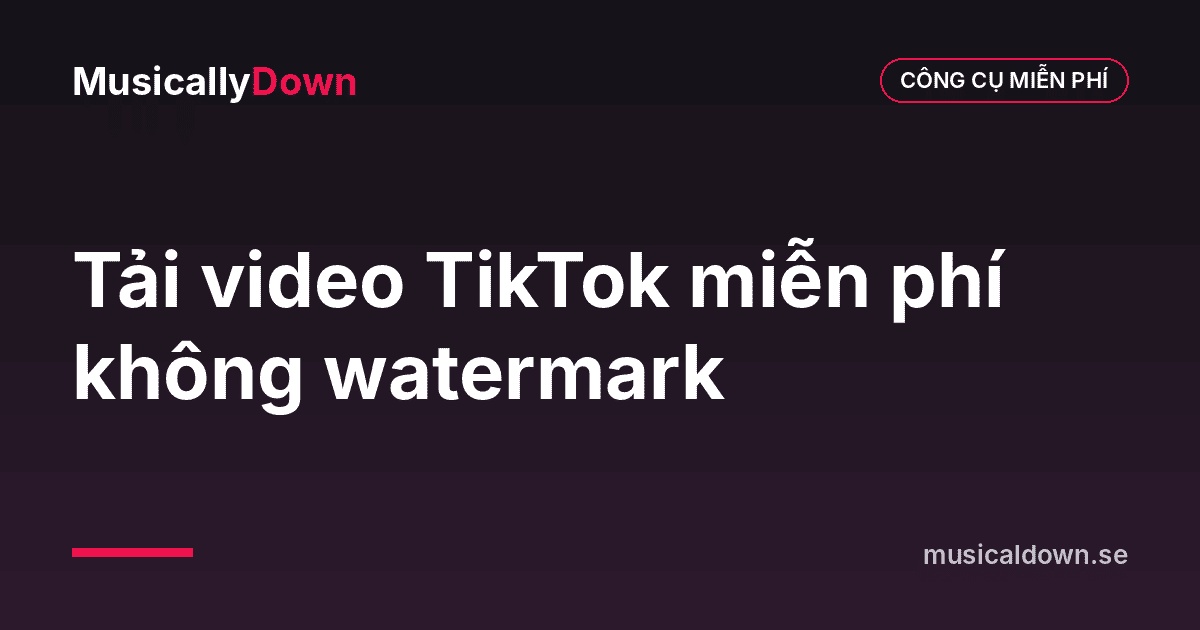 MusicallyDown
CÔNG CỤ MIỄN PHÍ
Tải video TikTok miễn phí
không watermark
musicaldown.se